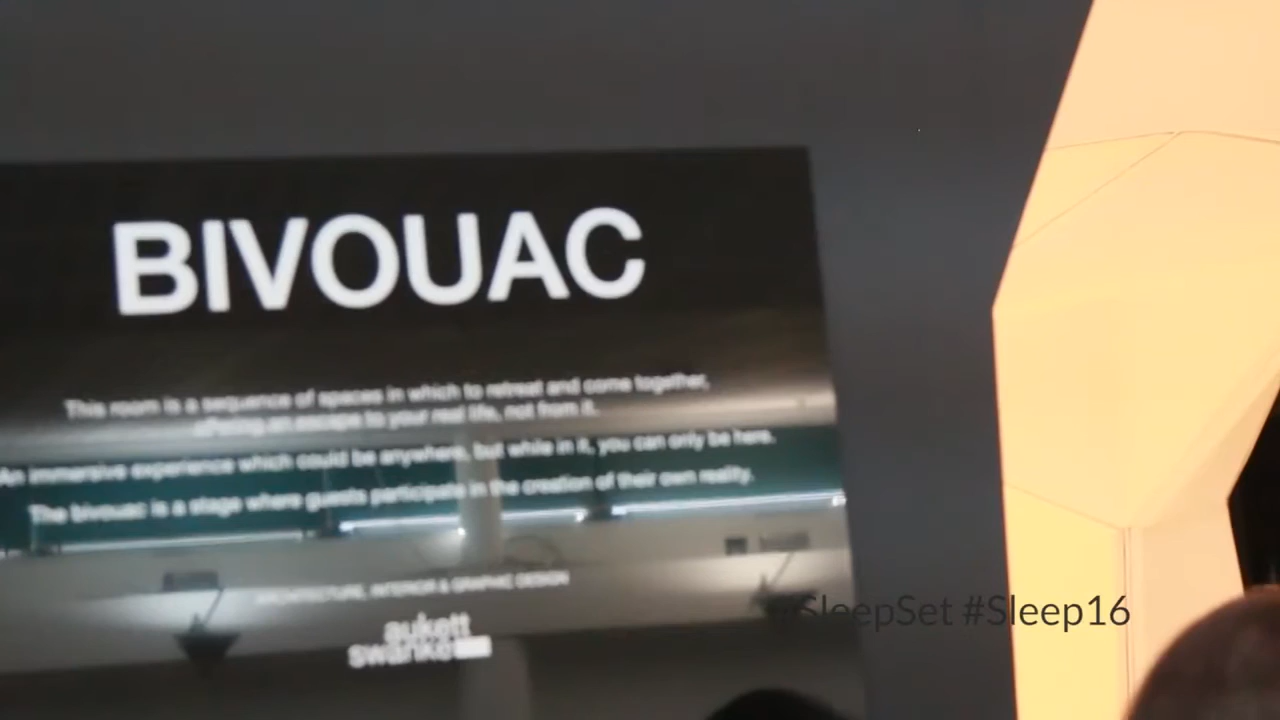 BIVOUAC
This room is a sequence of spaces in which to retreat and come together,
offering an escape to your real life, not from it.
An immersive experience which could be anywhere, but while in it, you can only be here.
The bivouac is a stage where guests participate in the creation of their own reality.
ARCHITECTURE, INTERIOR & GRAPHIC DESIGN
aukett
swanke
#SleepSet #Sleep16